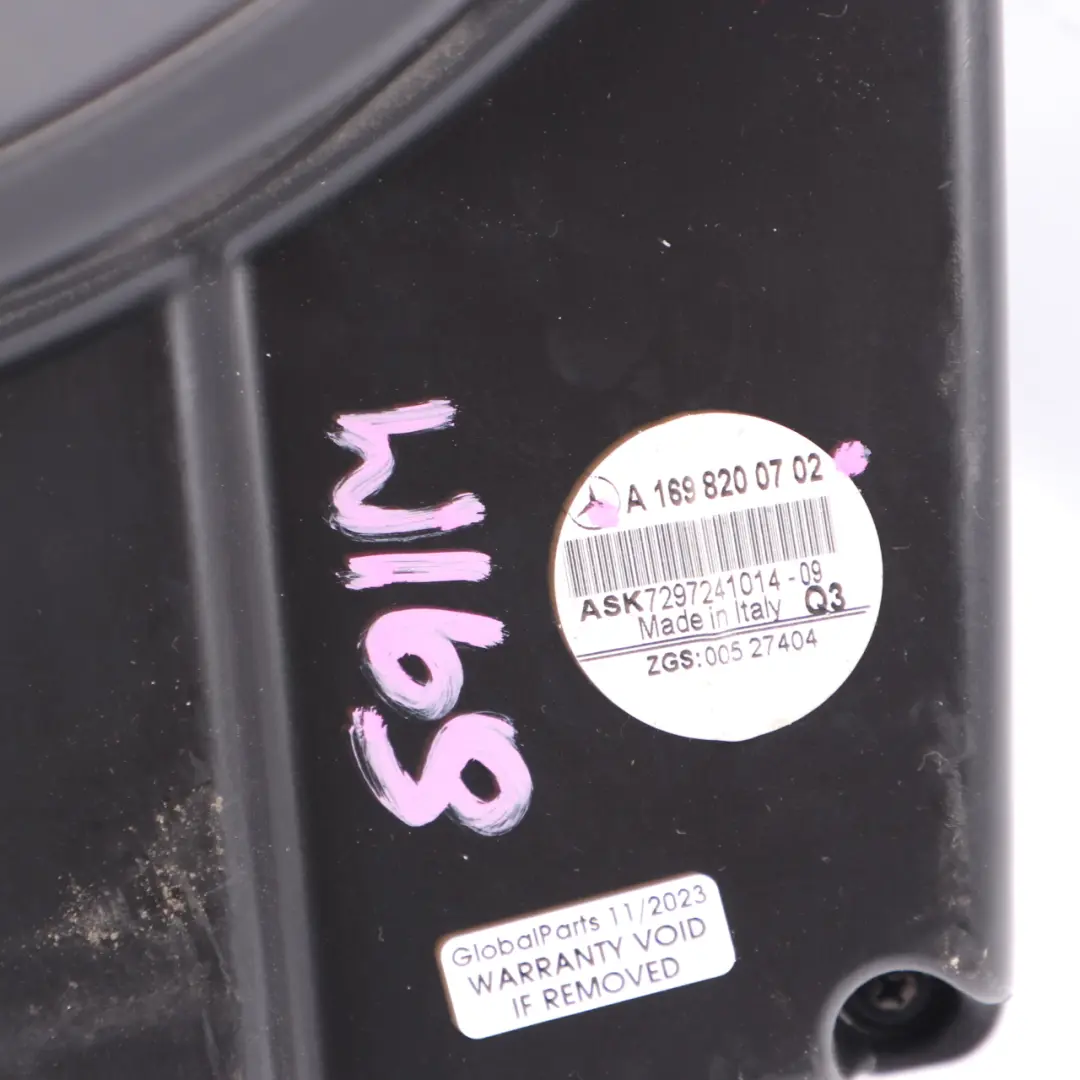 W169
A 169 820 07 02
ASK7297241014-09
Made in Italy Q3
ZGS:005 27404
GlobalParts 11/2023
WARRANTY VOID
IF REMOVED